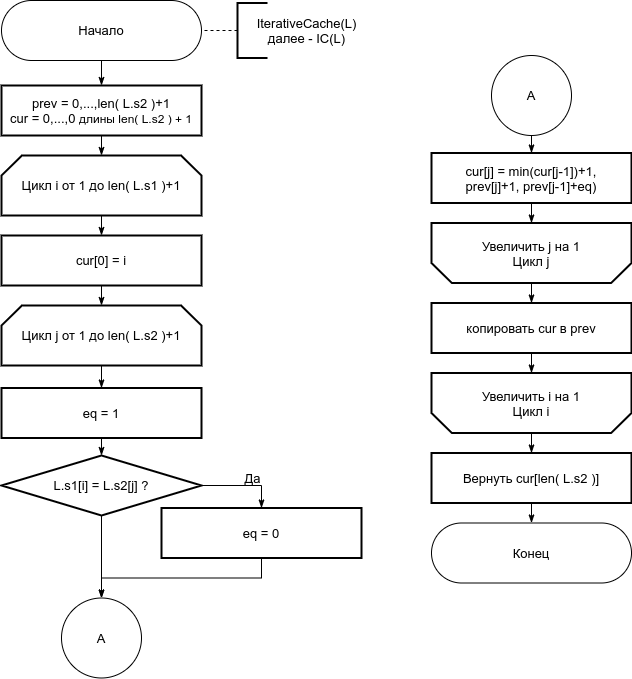 Начало
IterativeCache(L)
далее - IC(L)
prev = 0,...,len( L.s2 )+1
cur = 0,...,0 длины len( L.s2 ) + 1
Цикл i от 1 до len( L.s1 )+1
cur[0] = i
Цикл j от 1 до len( L.s2 )+1
eq = 1
L.s1[i] = L.s2[j] ?
Да
eq = 0
A
A
cur[j] = min(cur[j-1])+1,
prev[j]+1, prev[j-1]+eq)
Увеличить j на 1
Цикл j
копировать cur в prev
Увеличить i на 1
Цикл i
Вернуть cur[len( L.s2 )]
Конец